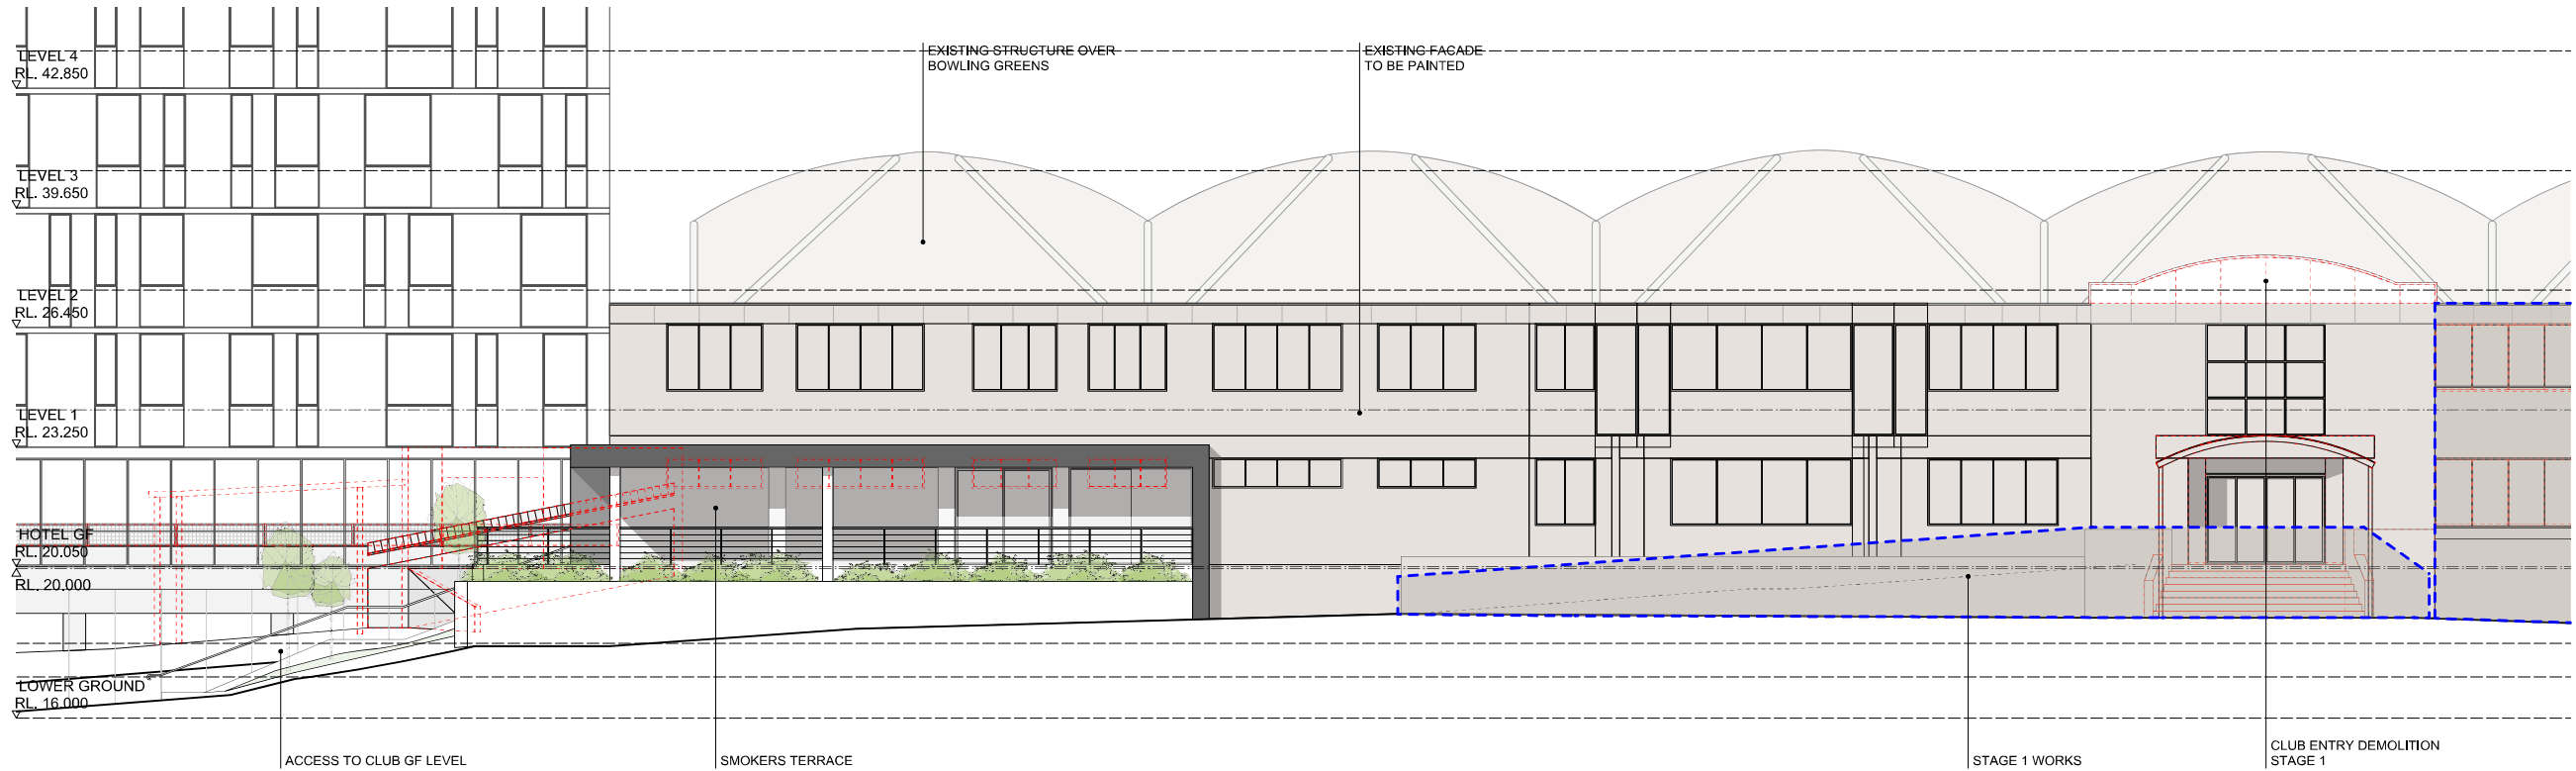 EXISTING STRUCTURE OVER
BOWLING GREENS
EXISTING FACADE
TO BE PAINTED
LEVEL 4
RL. 42.850
LEVEL 3
RL. 39.650
LEVEL 2
RL. 26.450
LEVEL 1
RL. 23.250
HOTEL GF
RL. 20.050
RL. 20.000
LOWER GROUND
RL. 16.000
ACCESS TO CLUB GF LEVEL
SMOKERS TERRACE
STAGE 1 WORKS
CLUB ENTRY DEMOLITION
STAGE 1